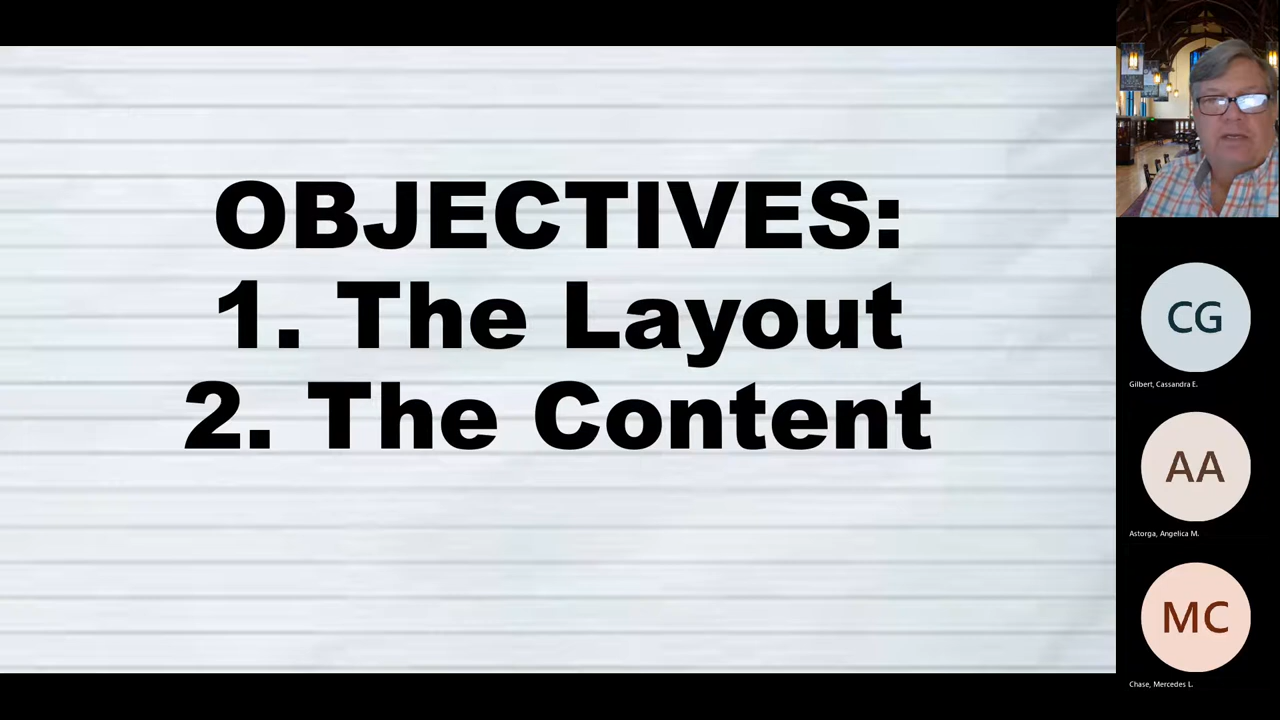 OBJECTIVES:
1. The Layout
2. The Content
CG
Gilbert, Cassandra E.
AA
Astorga, Angelica M.
MC
Chase, Mercedes L.